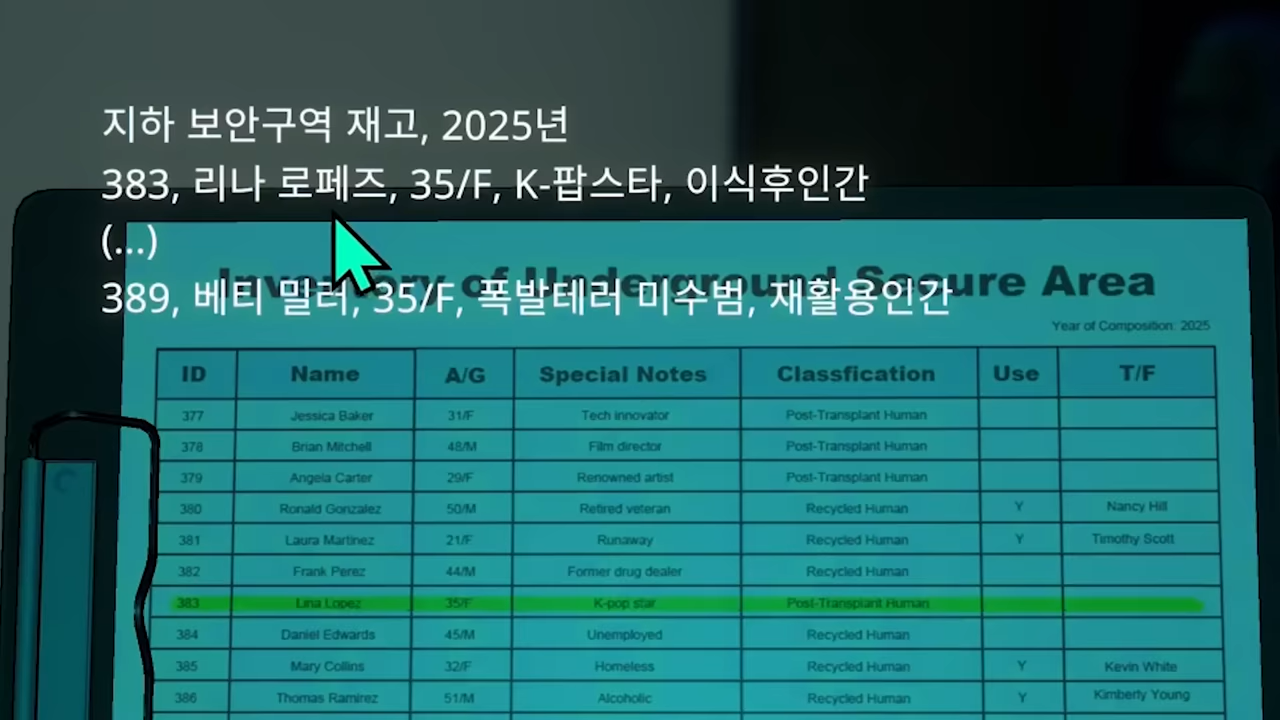 지하 보안구역 재고, 2025년
383, 리나 로페즈, 35/F, K-팝스타, 이식후인간
(...)
389, 베티 밀러, 35/F, 폭발테러 미수범, 재활용인간
Inventory of Underground Secure Area
Year of Composition: 2025
ID Name A/G Special Notes Classfication Use T/F
377 Jessica Baker 31/F Tech innovator Post-Transplant Human
378 Brian Mitchell 48/M Film director Post-Transplant Human
379 Angela Carter 29/F Renowned artist Post-Transplant Human
380 Ronald Gonzalez 50/M Retired veteran Recycled Human Y Nancy Hill
381 Laura Martinez 21/F Runaway Recycled Human Y Timothy Scott
382 Frank Perez 44/M Former drug dealer Recycled Human
383 Lina Lopez 35/F K-pop star Post-Transplant Human
384 Daniel Edwards 45/M Unemployed Recycled Human
385 Mary Collins 32/F Homeless Recycled Human Y Kevin White
386 Thomas Ramirez 51/M Alcoholic Recycled Human Y Kimberly Young